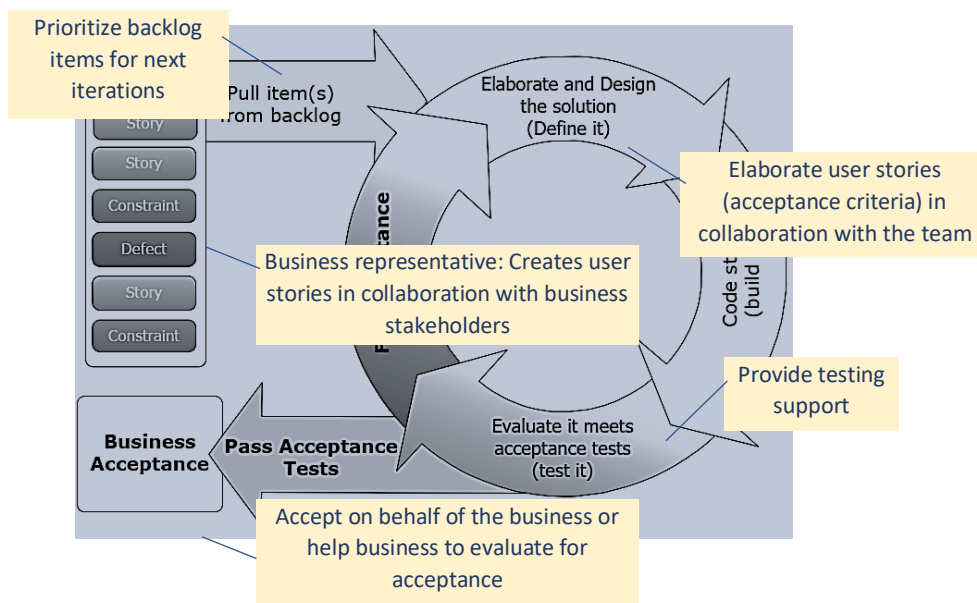 Prioritize backlog
items for next
iterations
Pull item(s)
from backlog
Story
Story
Constraint
Defect
Story
Constraint
Elaborate and Design
the solution
(Define it)
Elaborate user stories
(acceptance criteria) in
collaboration with the team
Code
(build
Business representative: Creates user
stories in collaboration with business
stakeholders
Provide testing
support
Evaluate it meets
acceptance tests
(test it)
Business
Acceptance
Pass Acceptance
Tests
Accept on behalf of the business or
help business to evaluate for
acceptance